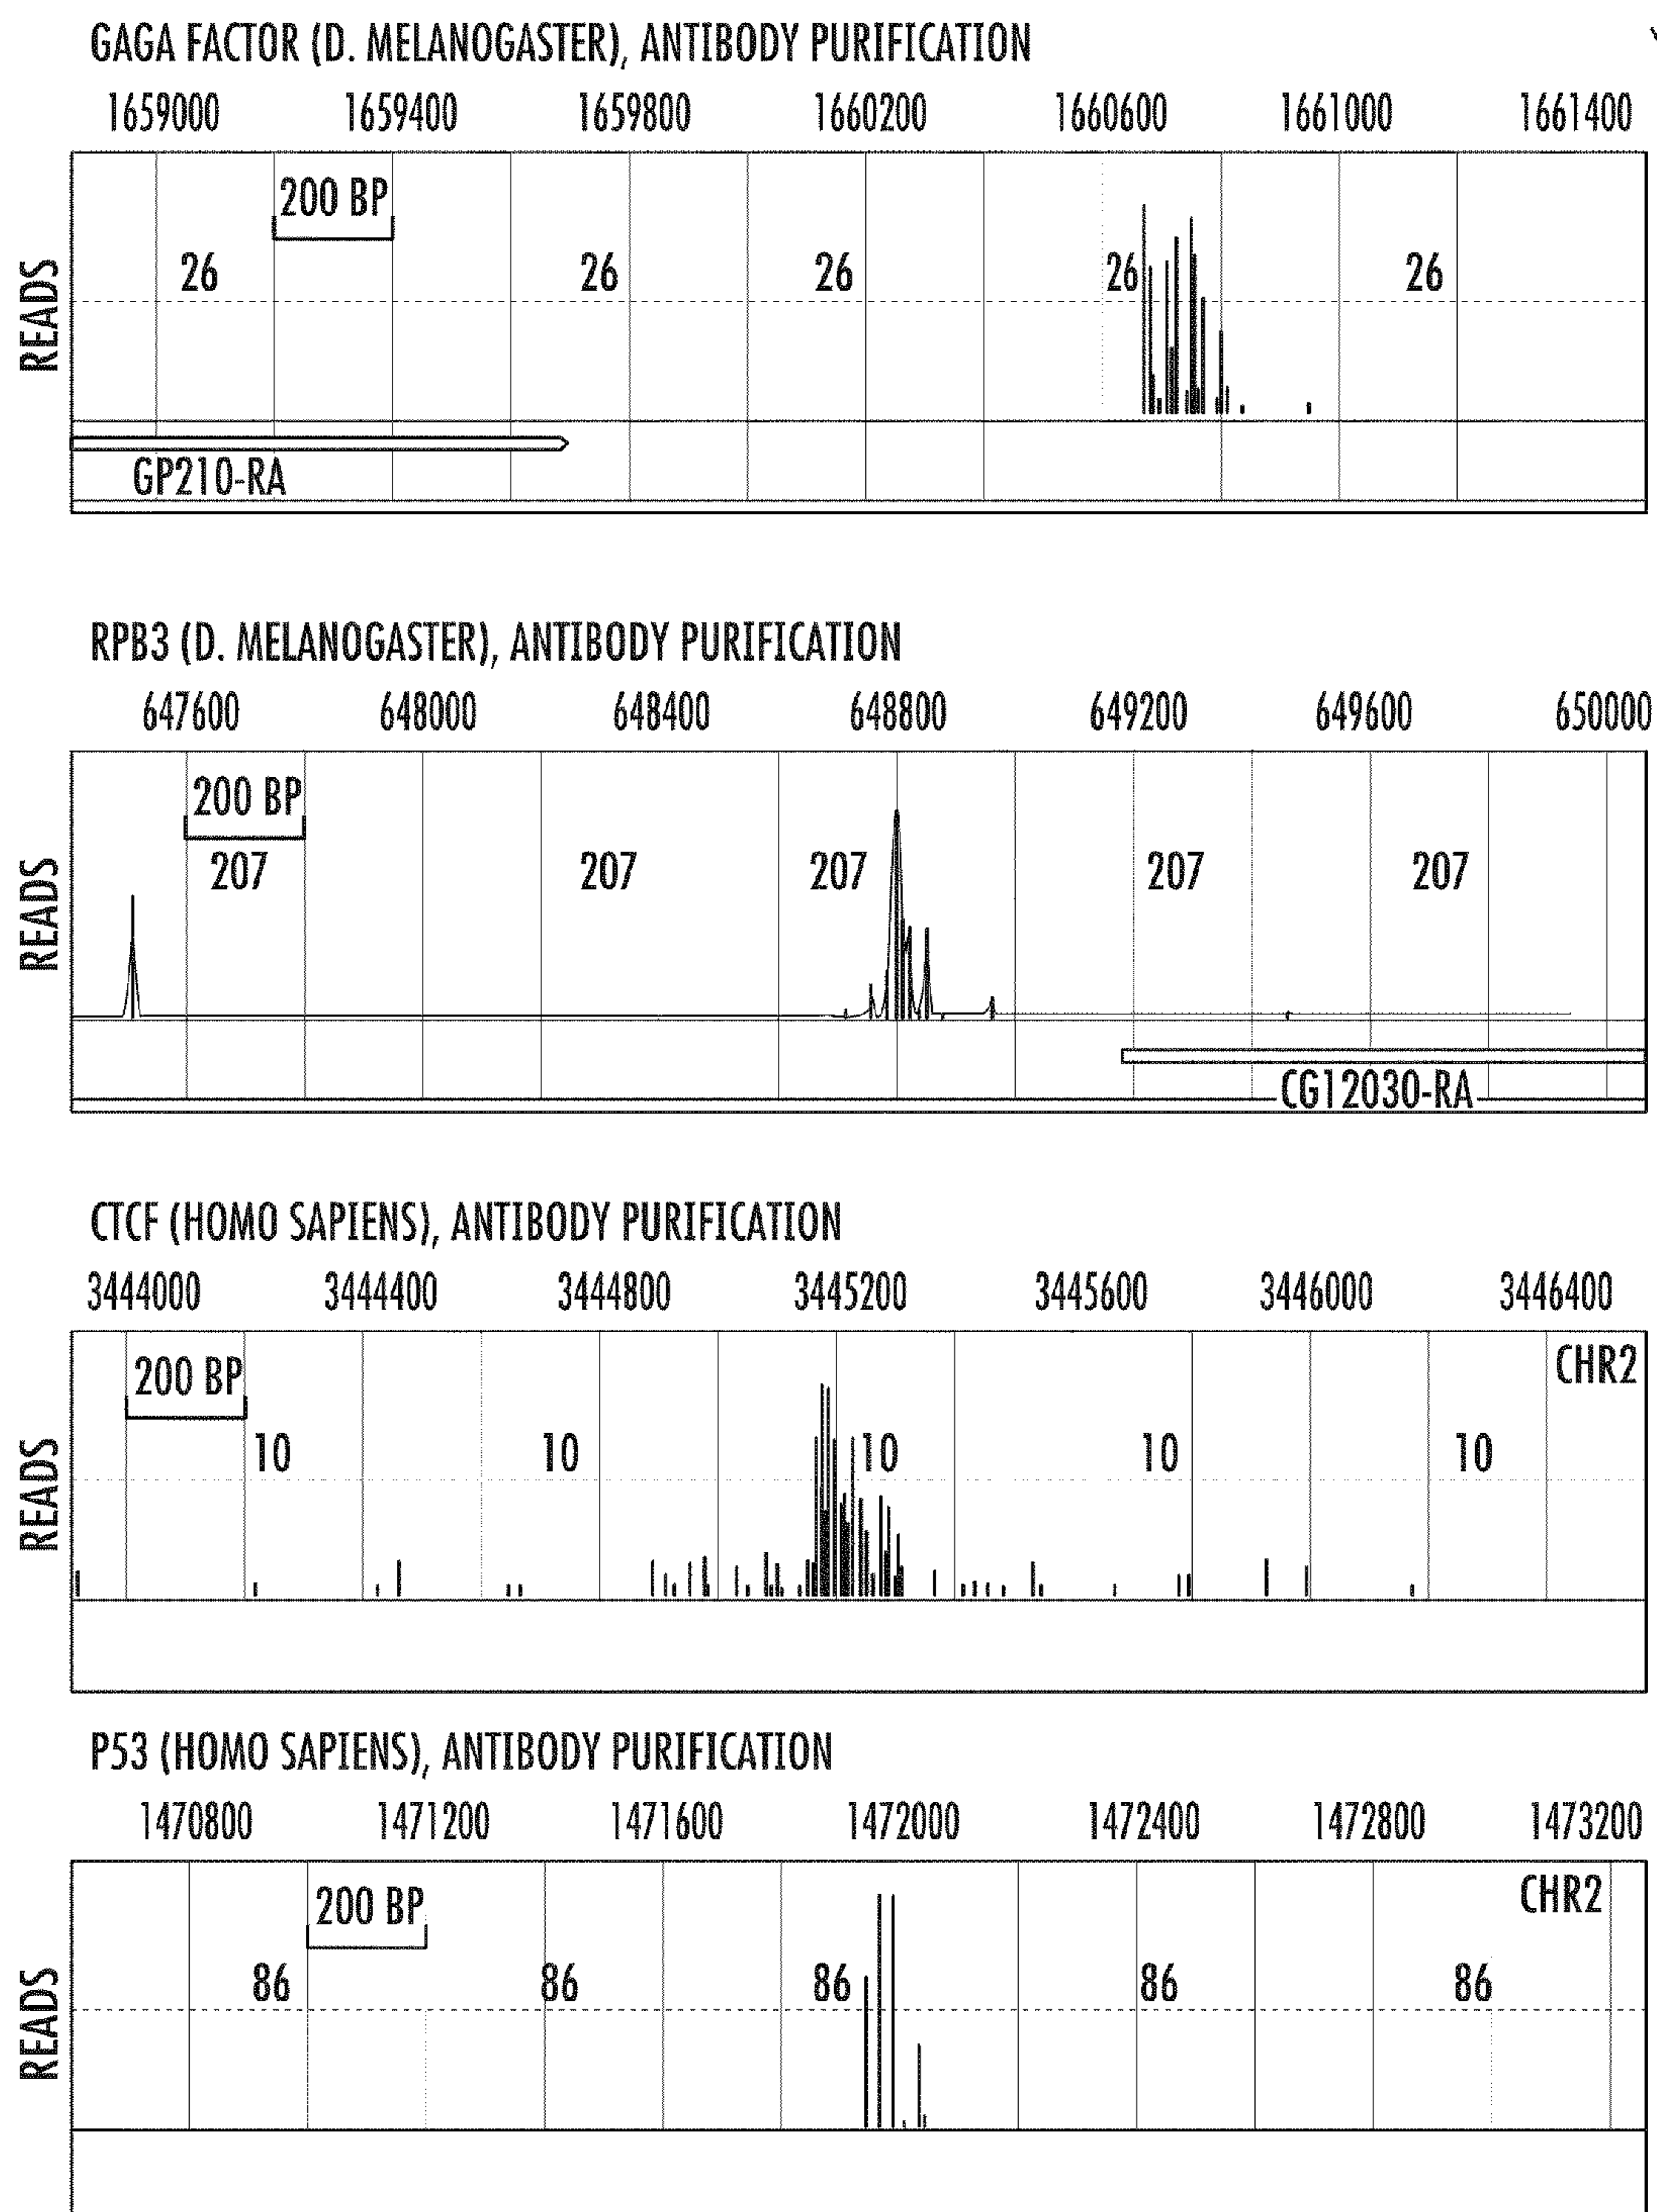 GAGA FACTOR (D. MELANOGASTER), ANTIBODY PURIFICATION
1659000 1659400 1659800 1660200 1660600 1661000 1661400
200 BP
READS
26 26 26 26 26
GP210-RA
RPB3 (D. MELANOGASTER), ANTIBODY PURIFICATION
647600 648000 648400 648800 649200 649600 650000
200 BP
READS
207 207 207 207 207
CG12030-RA
CTCF (HOMO SAPIENS), ANTIBODY PURIFICATION
3444000 3444400 3444800 3445200 3445600 3446000 3446400
200 BP CHR2
READS
10 10 10 10 10
P53 (HOMO SAPIENS), ANTIBODY PURIFICATION
1470800 1471200 1471600 1472000 1472400 1472800 1473200
200 BP CHR2
READS
86 86 86 86 86